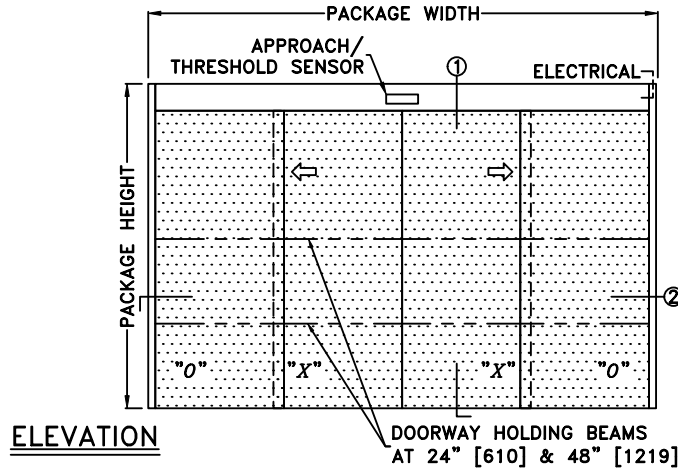 PACKAGE WIDTH
APPROACH/
THRESHOLD SENSOR
1
ELECTRICAL
PACKAGE HEIGHT
2
"O" "X" "X" "O"
ELEVATION
DOORWAY HOLDING BEAMS
AT 24" [610] & 48" [1219]